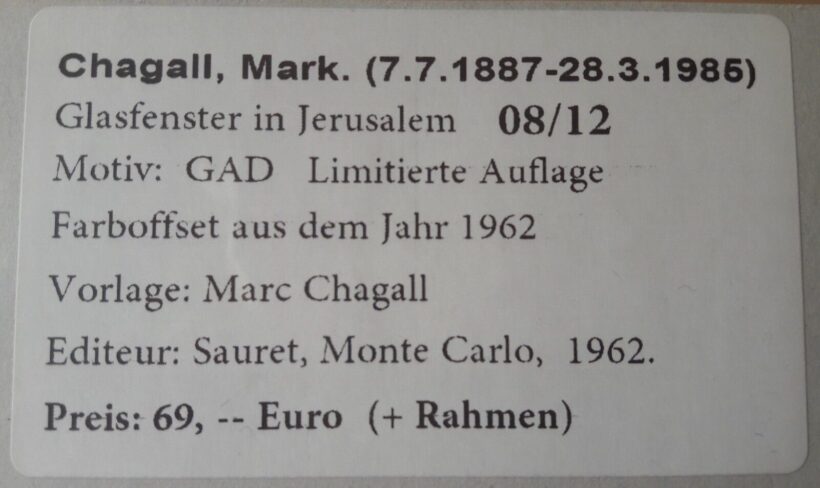 Chagall, Mark. (7.7.1887-28.3.1985)
Glasfenster in Jerusalem 08/12
Motiv: GAD Limitierte Auflage
Farboffset aus dem Jahr 1962
Vorlage: Marc Chagall
Editeur: Sauret, Monte Carlo, 1962.
Preis: 69, -- Euro (+ Rahmen)